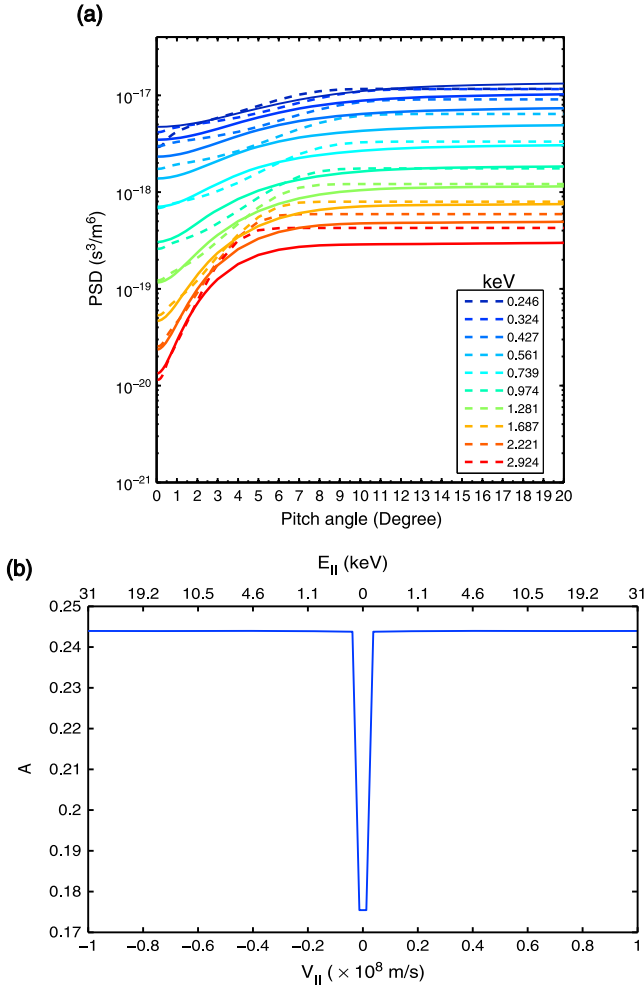 (a)
10⁻¹⁷
10⁻¹⁸
10⁻¹⁹
10⁻²⁰
10⁻²¹
PSD (s³/m⁶)
keV
0.246
0.324
0.427
0.561
0.739
0.974
1.281
1.687
2.221
2.924
0 1 2 3 4 5 6 7 8 9 10 11 12 13 14 15 16 17 18 19 20
Pitch angle (Degree)
(b)
E_II (keV)
31 19.2 10.5 4.6 1.1 0 1.1 4.6 10.5 19.2 31
0.25
0.24
0.23
0.22
0.21
0.2
0.19
0.18
0.17
A
−1 −0.8 −0.6 −0.4 −0.2 0 0.2 0.4 0.6 0.8 1
V_II ( × 10⁸ m/s)